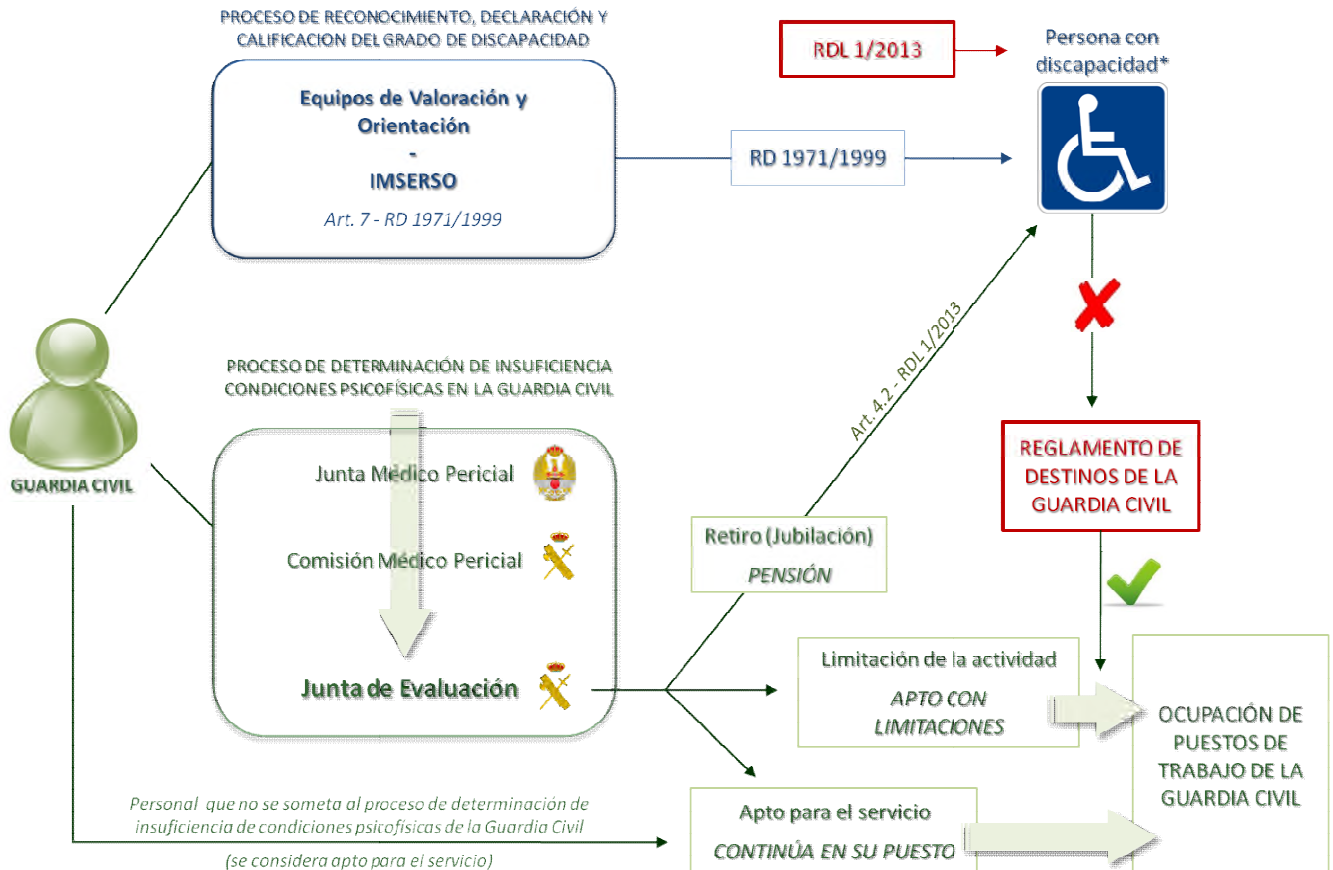 PROCESO DE RECONOCIMIENTO, DECLARACIÓN Y
CALIFICACION DEL GRADO DE DISCAPACIDAD
Equipos de Valoración y
Orientación
-
IMSERSO
Art. 7 - RD 1971/1999
RDL 1/2013
RD 1971/1999
Persona con
discapacidad*
GUARDIA CIVIL
PROCESO DE DETERMINACIÓN DE INSUFICIENCIA
CONDICIONES PSICOFÍSICAS EN LA GUARDIA CIVIL
Junta Médico Pericial
Comisión Médico Pericial
Junta de Evaluación
Art. 4.2 - RDL 1/2013
Retiro (Jubilación)
PENSIÓN
REGLAMENTO DE
DESTINOS DE LA
GUARDIA CIVIL
Limitación de la actividad
APTO CON
LIMITACIONES
OCUPACIÓN DE
PUESTOS DE
TRABAJO DE LA
GUARDIA CIVIL
Personal que no se someta al proceso de determinación de
insuficiencia de condiciones psicofísicas de la Guardia Civil
(se considera apto para el servicio)
Apto para el servicio
CONTINÚA EN SU PUESTO